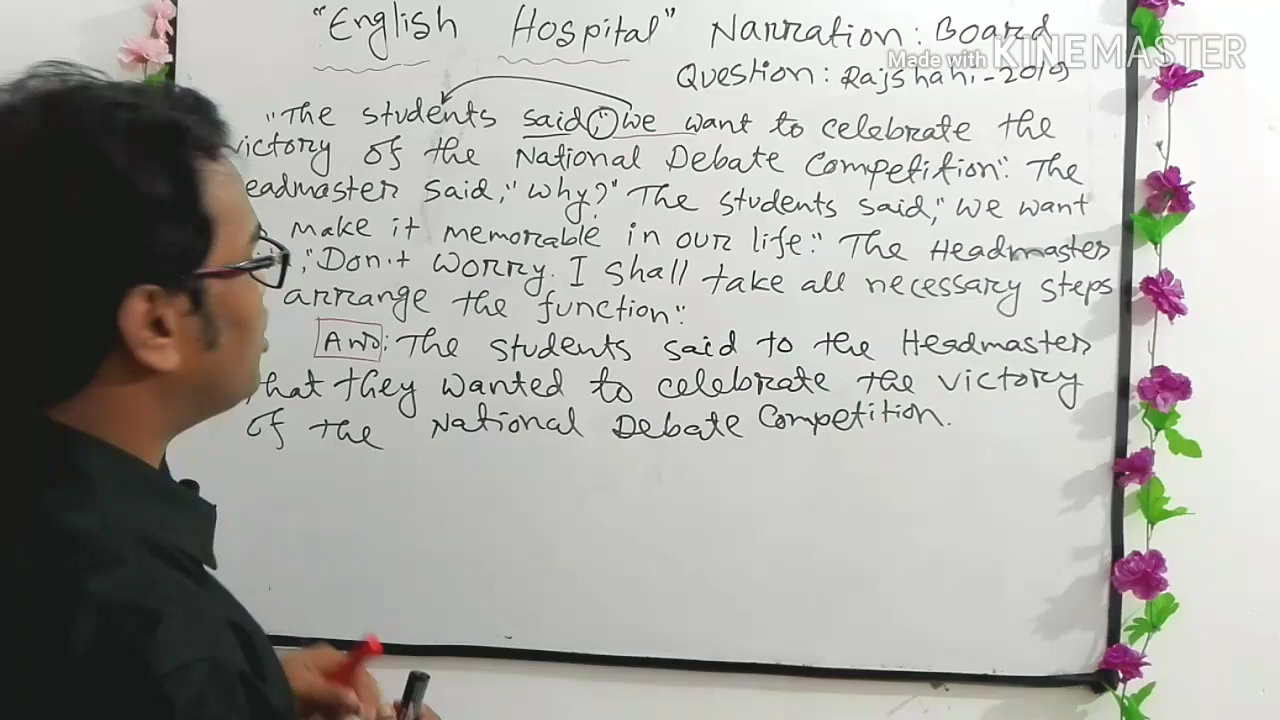 "English Hospital" Narration: Board
Made with KINEMASTER
Question: Rajshahi-2019
"The students said, "we want to celebrate the
victory of the National Debate Competition." The
eadmaster said, "Why?" The students said, "We want
make it memorable in our life." The Headmaster
, "Don't worry. I shall take all necessary steps
arrange the function."
Ans: The students said to the Headmaster
that they wanted to celebrate the victory
of the National Debate Competition.